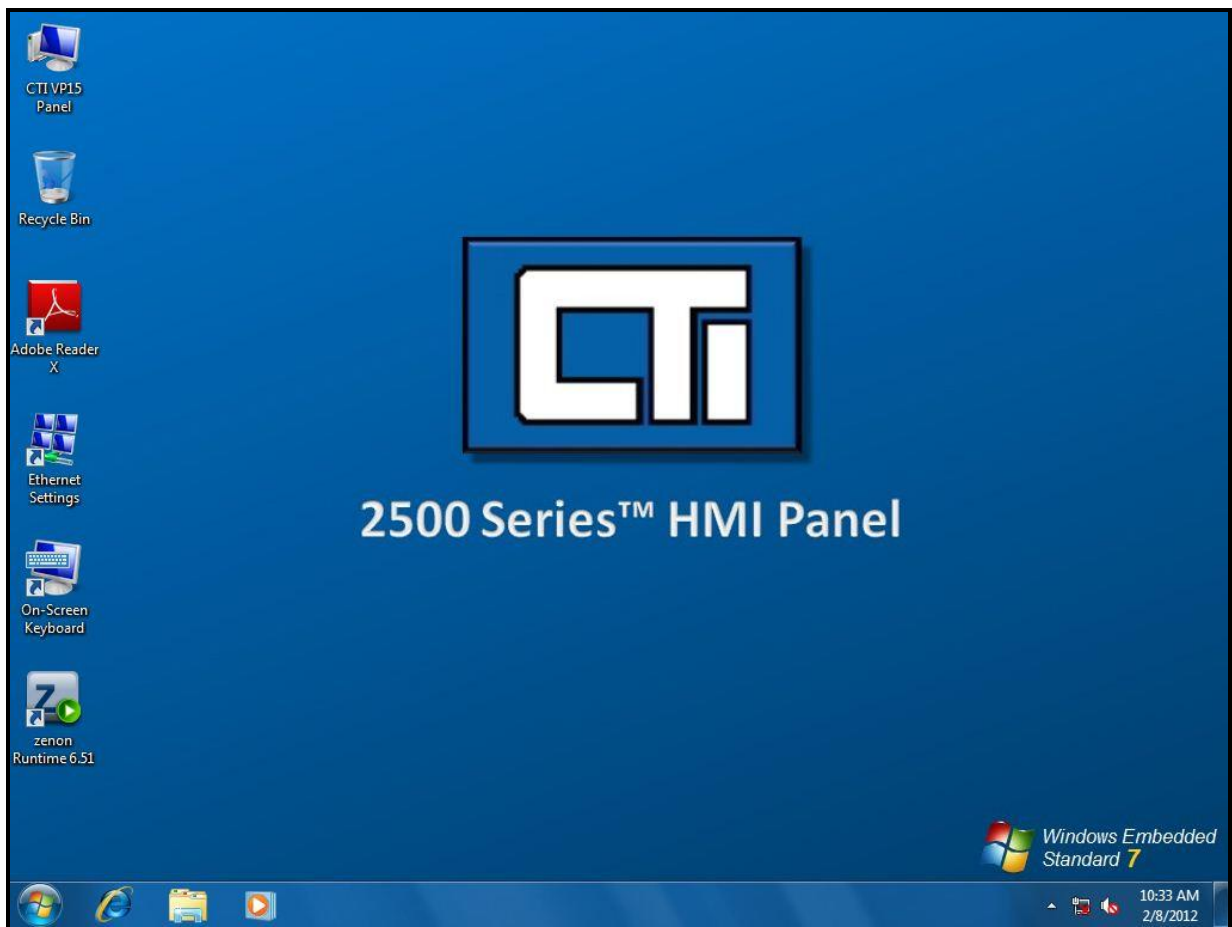 CTI VP15
Panel
Recycle Bin
Adobe Reader
X
Ethernet
Settings
On-Screen
Keyboard
zenon
Runtime 6.51
CTi
2500 Series™ HMI Panel
Windows Embedded
Standard 7
10:33 AM
2/8/2012